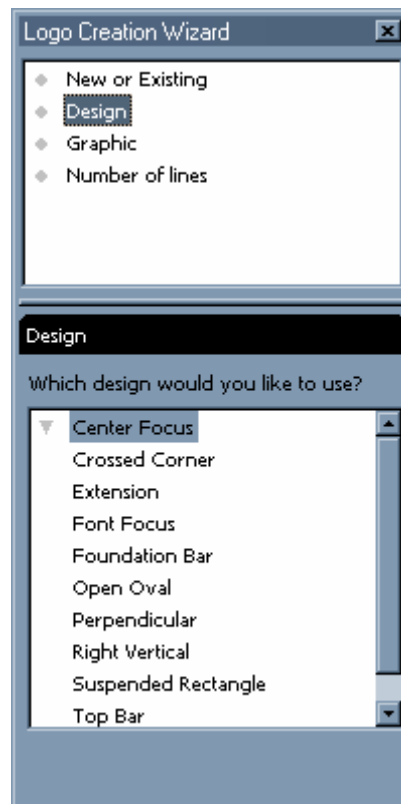 Logo Creation Wizard
New or Existing
Design
Graphic
Number of lines
Design
Which design would you like to use?
Center Focus
Crossed Corner
Extension
Font Focus
Foundation Bar
Open Oval
Perpendicular
Right Vertical
Suspended Rectangle
Top Bar